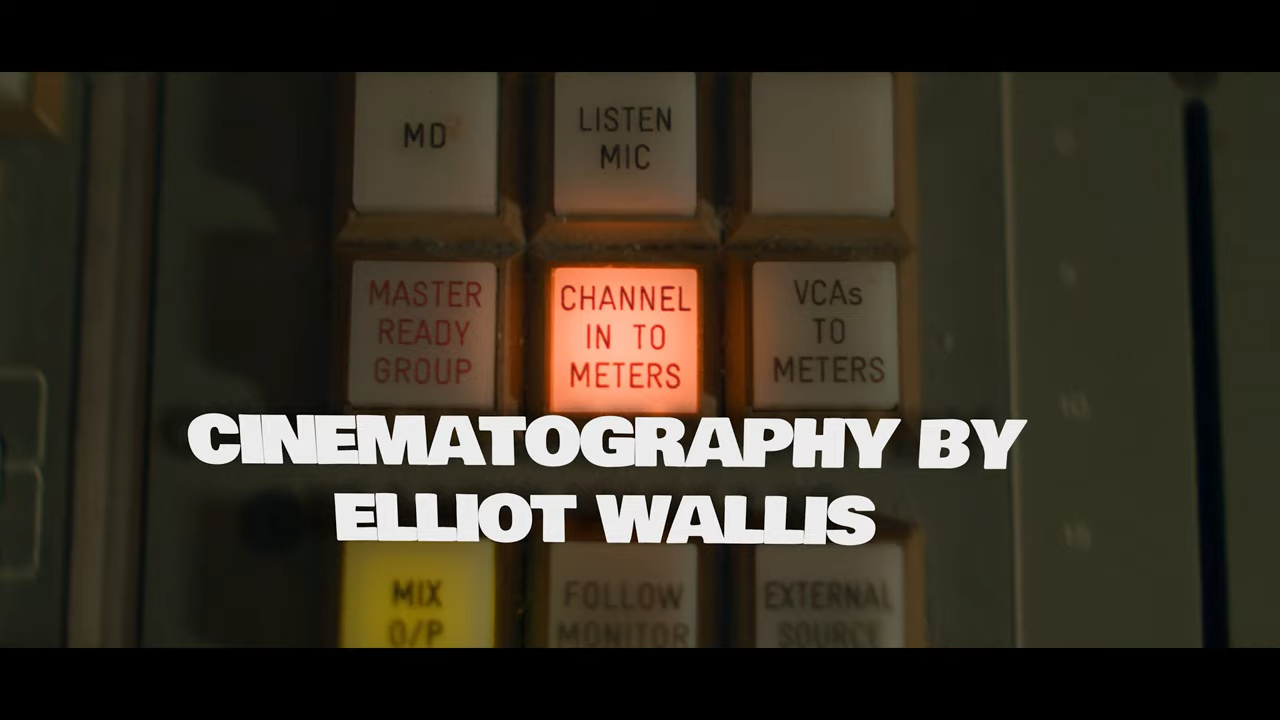 MD
LISTEN
MIC
MASTER
READY
GROUP
CHANNEL
IN TO
METERS
VCAs
TO
METERS
CINEMATOGRAPHY BY
ELLIOT WALLIS
MIX
O/P
FOLLOW
MONITOR
EXTERNAL
SOURCE